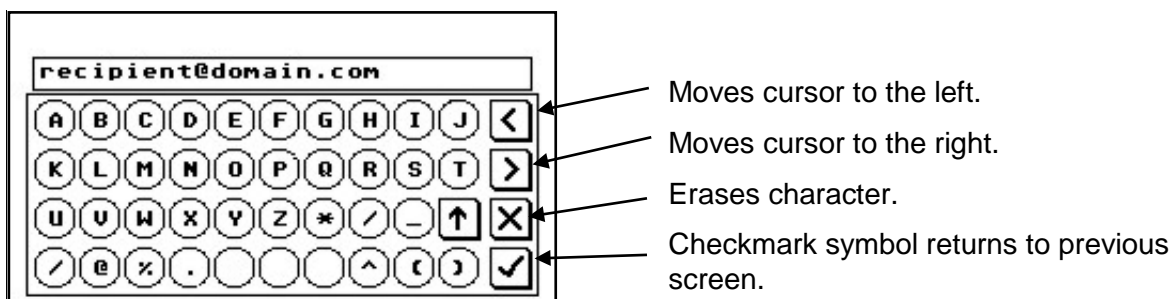 recipient@domain.com
A B C D E F G H I J <
Moves cursor to the left.
K L M N O P Q R S T >
Moves cursor to the right.
U V W X Y Z * / _ ↑ X
Erases character.
/ @ % . ^ ( ) ✓
Checkmark symbol returns to previous
screen.